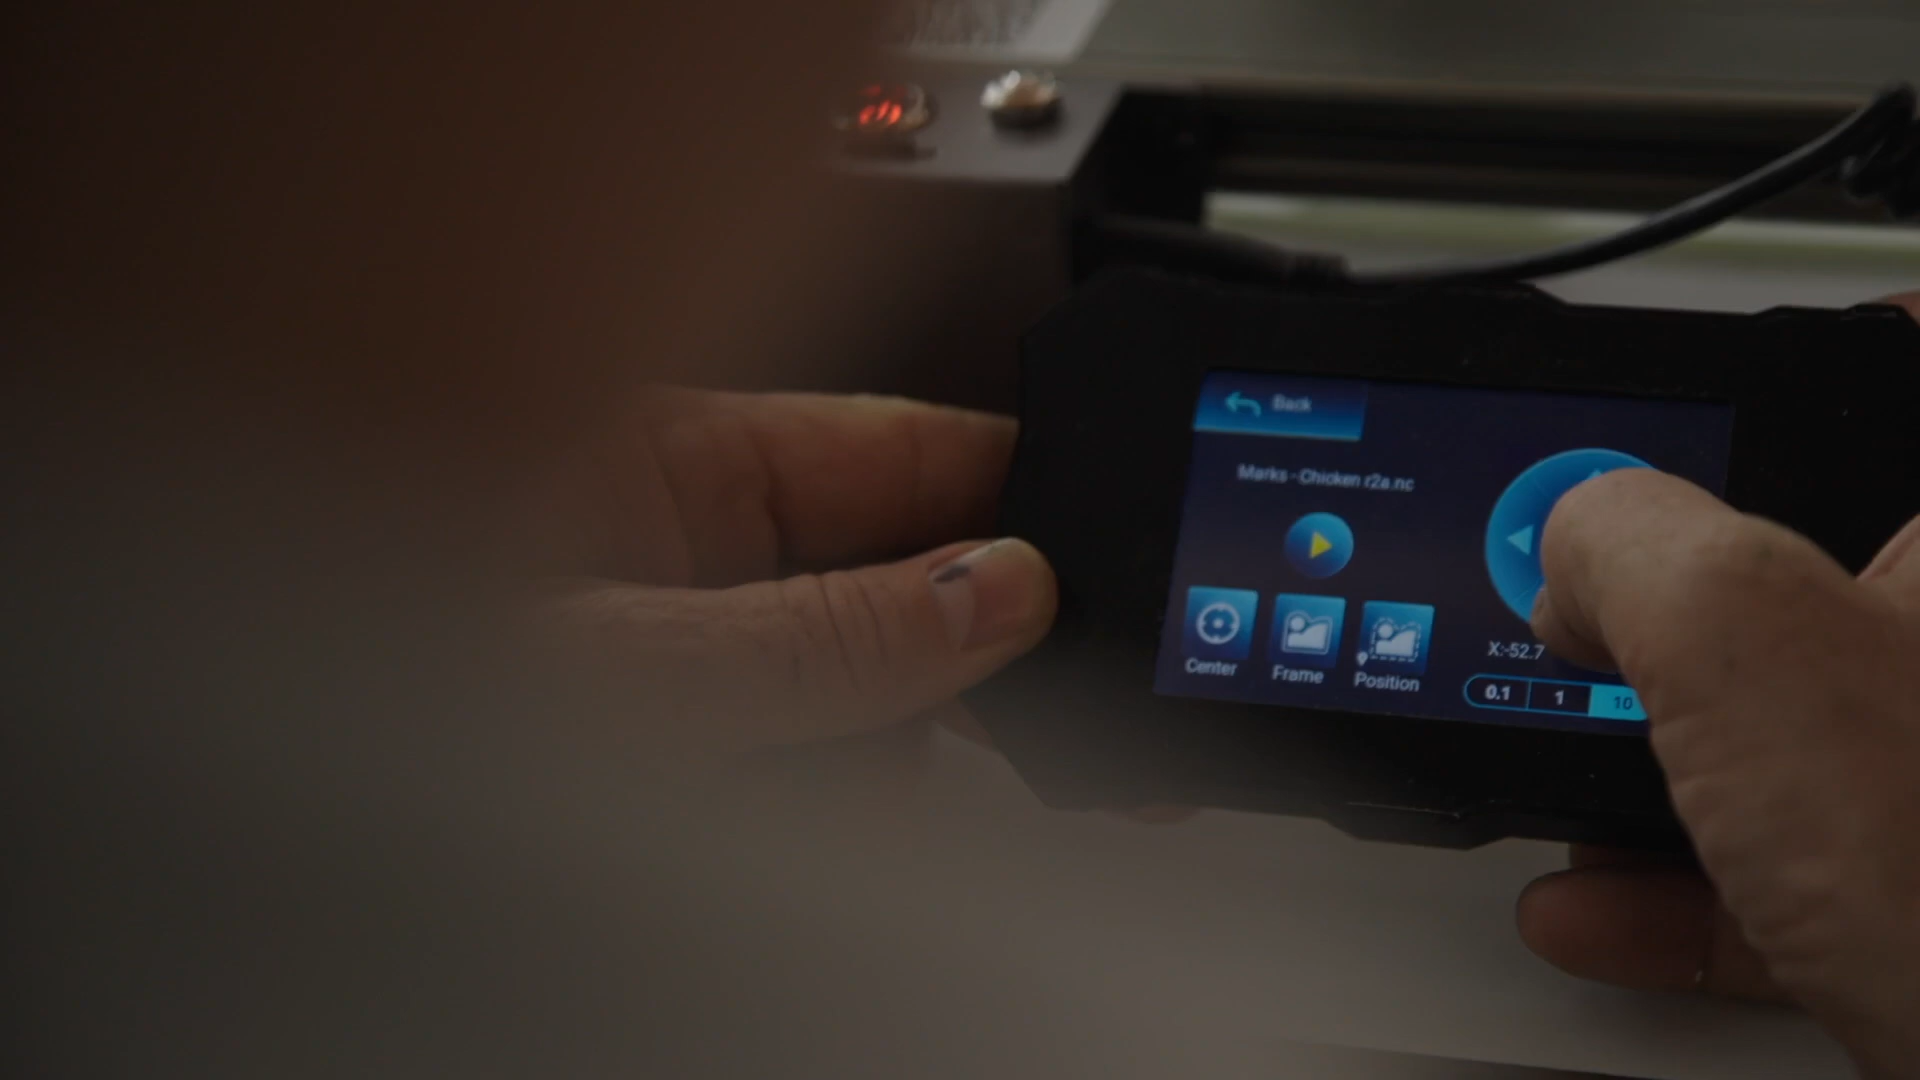 Back
Marks - Chicken r2a.nc
Center
Frame
Position
X:-52.7
0.1
1
10